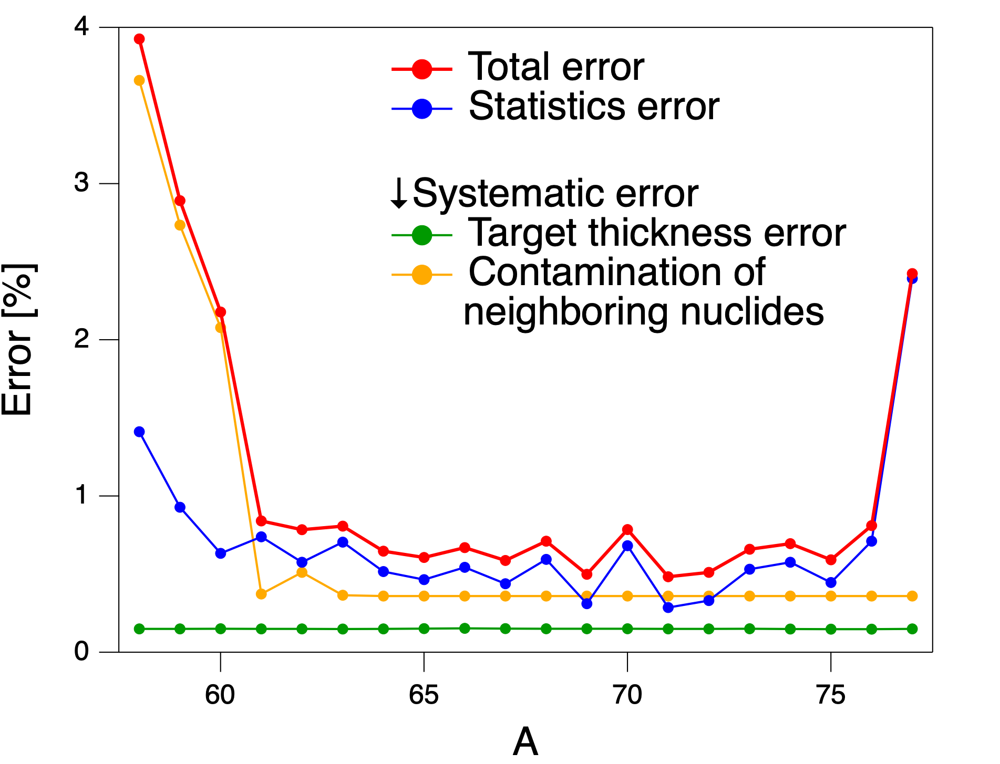 4
3
2
1
0
Error [%]
Total error
Statistics error
↓Systematic error
Target thickness error
Contamination of
neighboring nuclides
60 65 70 75
A